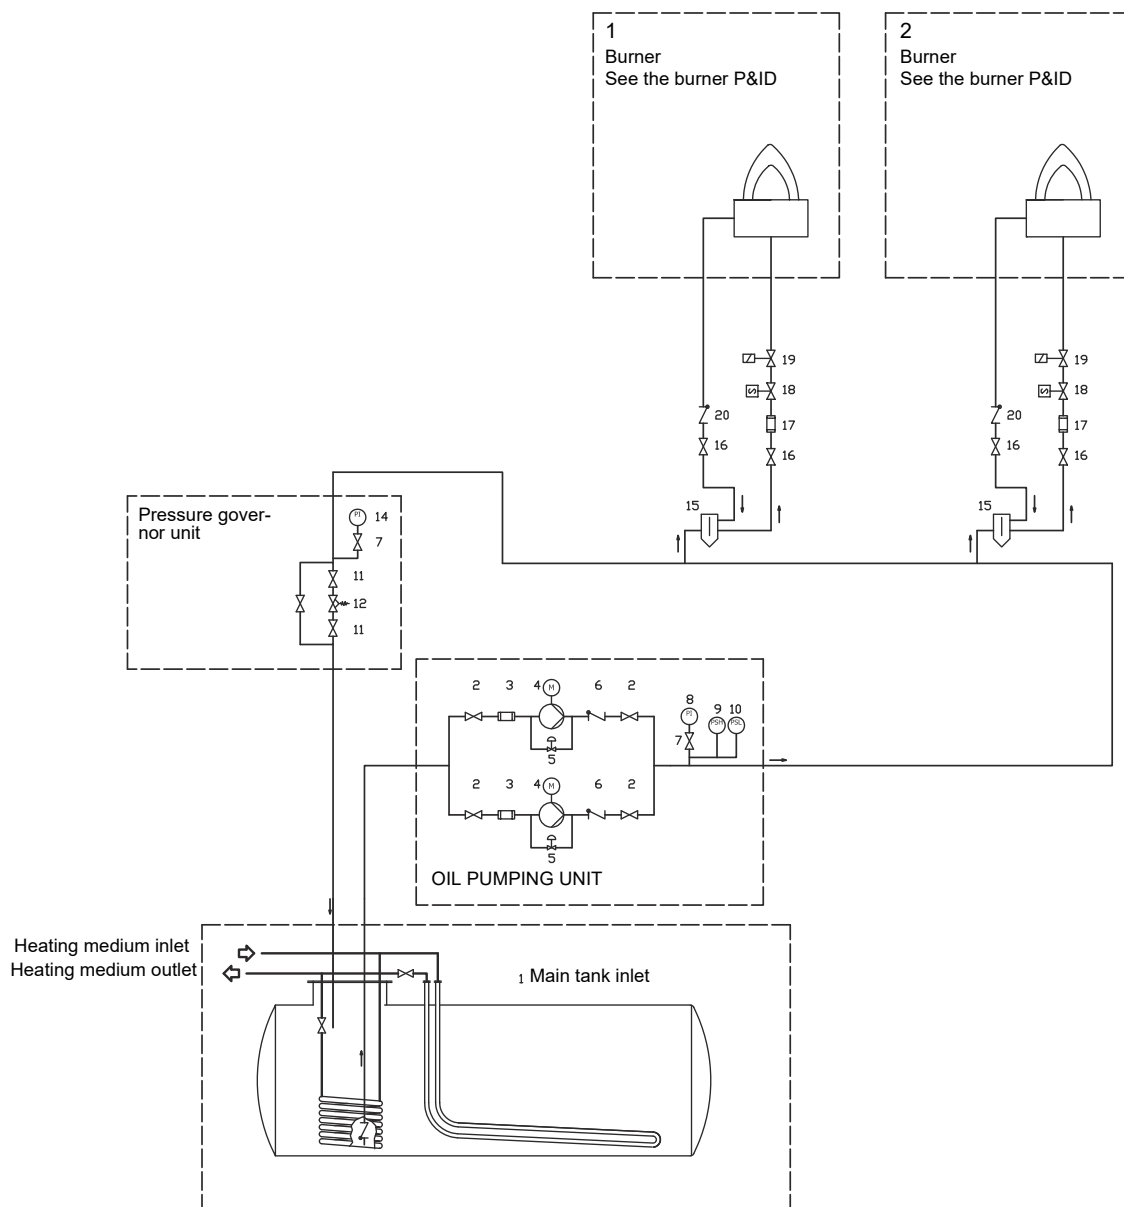 1
Burner
See the burner P&ID
2
Burner
See the burner P&ID
19
18
17
16
20
16
15
19
18
17
16
20
16
15
Pressure gover-
nor unit
PI
14
7
11
12
11
2 3 4 M 6 2
5
8
PI
9
PSH
10
PSL
7
2 3 4 M 6 2
5
OIL PUMPING UNIT
Heating medium inlet
Heating medium outlet
1 Main tank inlet